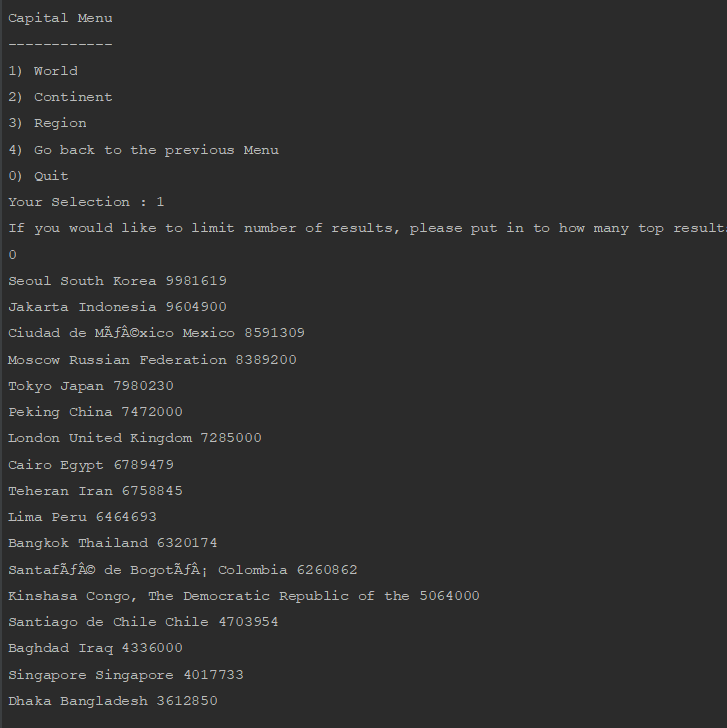 Capital Menu
------------
1) World
2) Continent
3) Region
4) Go back to the previous Menu
0) Quit
Your Selection : 1
If you would like to limit number of results, please put in to how many top result
0
Seoul South Korea 9981619
Jakarta Indonesia 9604900
Ciudad de MÃƒÂ©xico Mexico 8591309
Moscow Russian Federation 8389200
Tokyo Japan 7980230
Peking China 7472000
London United Kingdom 7285000
Cairo Egypt 6789479
Teheran Iran 6758845
Lima Peru 6464693
Bangkok Thailand 6320174
SantafÃƒÂ© de BogotÃƒÂ¡ Colombia 6260862
Kinshasa Congo, The Democratic Republic of the 5064000
Santiago de Chile Chile 4703954
Baghdad Iraq 4336000
Singapore Singapore 4017733
Dhaka Bangladesh 3612850